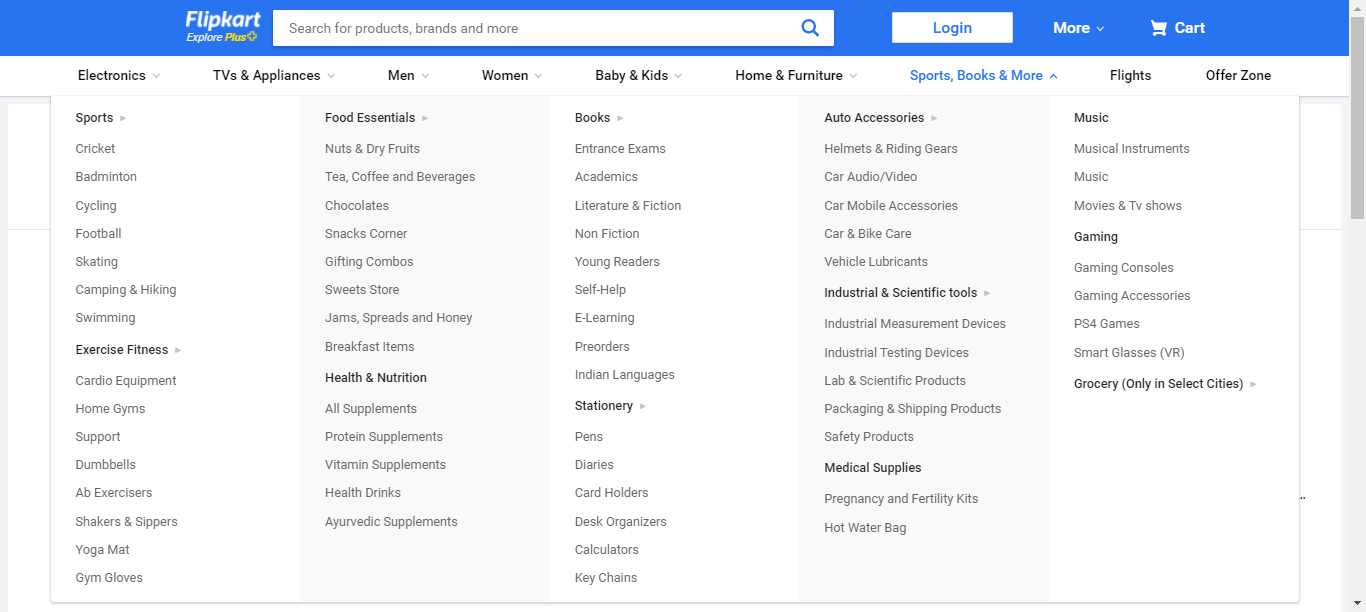 Flipkart
Explore Plus
Search for products, brands and more
Login
More
Cart
Electronics
TVs & Appliances
Men
Women
Baby & Kids
Home & Furniture
Sports, Books & More
Flights
Offer Zone
Sports
Cricket
Badminton
Cycling
Football
Skating
Camping & Hiking
Swimming
Exercise Fitness
Cardio Equipment
Home Gyms
Support
Dumbbells
Ab Exercisers
Shakers & Sippers
Yoga Mat
Gym Gloves
Food Essentials
Nuts & Dry Fruits
Tea, Coffee and Beverages
Chocolates
Snacks Corner
Gifting Combos
Sweets Store
Jams, Spreads and Honey
Breakfast Items
Health & Nutrition
All Supplements
Protein Supplements
Vitamin Supplements
Health Drinks
Ayurvedic Supplements
Books
Entrance Exams
Academics
Literature & Fiction
Non Fiction
Young Readers
Self-Help
E-Learning
Preorders
Indian Languages
Stationery
Pens
Diaries
Card Holders
Desk Organizers
Calculators
Key Chains
Auto Accessories
Helmets & Riding Gears
Car Audio/Video
Car Mobile Accessories
Car & Bike Care
Vehicle Lubricants
Industrial & Scientific tools
Industrial Measurement Devices
Industrial Testing Devices
Lab & Scientific Products
Packaging & Shipping Products
Safety Products
Medical Supplies
Pregnancy and Fertility Kits
Hot Water Bag
Music
Musical Instruments
Music
Movies & Tv shows
Gaming
Gaming Consoles
Gaming Accessories
PS4 Games
Smart Glasses (VR)
Grocery (Only in Select Cities)
..